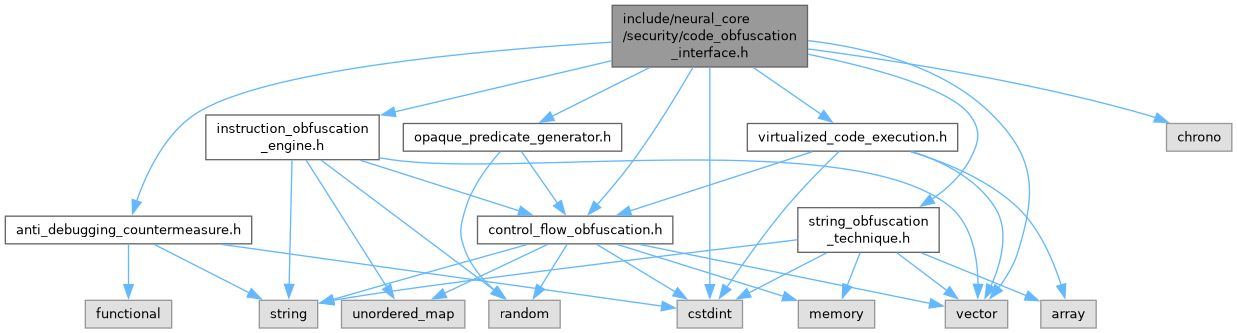 include/neural_core
/security/code_obfuscation
_interface.h
instruction_obfuscation
_engine.h
opaque_predicate_generator.h
virtualized_code_execution.h
chrono
anti_debugging_countermeasure.h
control_flow_obfuscation.h
string_obfuscation
_technique.h
functional
string
unordered_map
random
cstdint
memory
vector
array